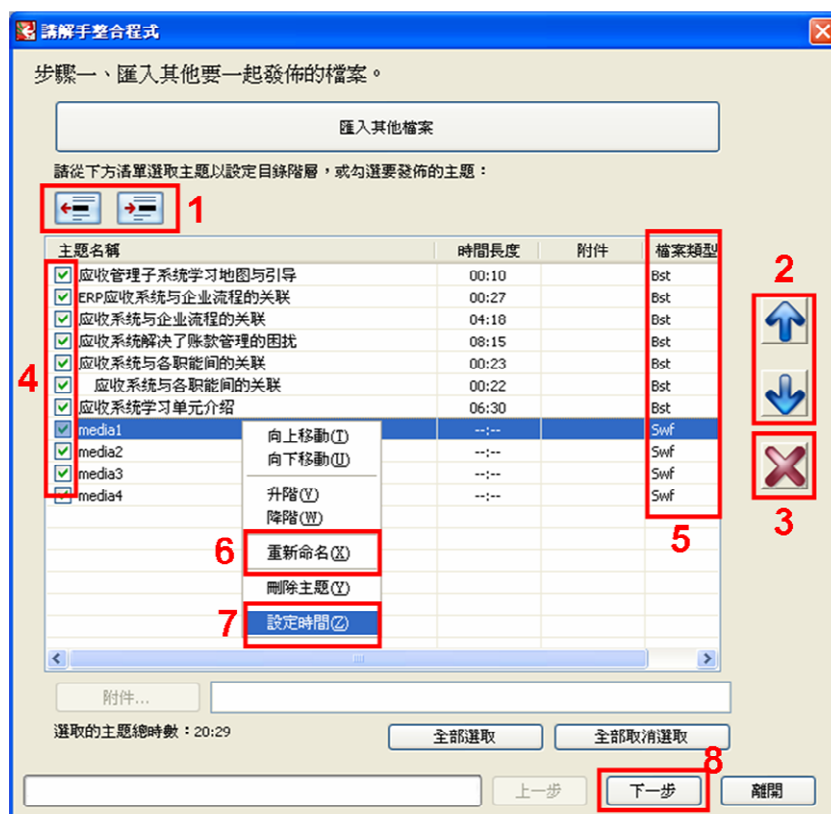 講解手整合程式
步驟一、匯入其他要一起發佈的檔案。
匯入其他檔案
請從下方清單選取主題以設定目錄階層，或勾選要發佈的主題：
1
主題名稱 時間長度 附件 檔案類型
应收管理子系统学习地图与引导 00:10 Bst
ERP应收系统与企业流程的关联 00:27 Bst
应收系统与企业流程的关联 04:18 Bst
应收系统解决了账款管理的困扰 08:15 Bst
应收系统与各职能间的关联 00:23 Bst
应收系统与各职能间的关联 00:22 Bst
应收系统学习单元介绍 06:30 Bst
media1 --:-- Swf
media2 --:-- Swf
media3 --:-- Swf
media4 --:-- Swf
2
3
4
5
向上移動(T)
向下移動(U)
升階(V)
降階(W)
6 重新命名(X)
刪除主題(Y)
7 設定時間(Z)
附件...
選取的主題總時數：20:29
全部選取 全部取消選取
8
上一步 下一步 離開